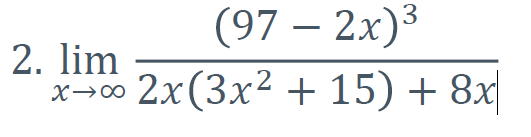 2. lim x→∞ (97 − 2x)³ / 2x(3x² + 15) + 8x